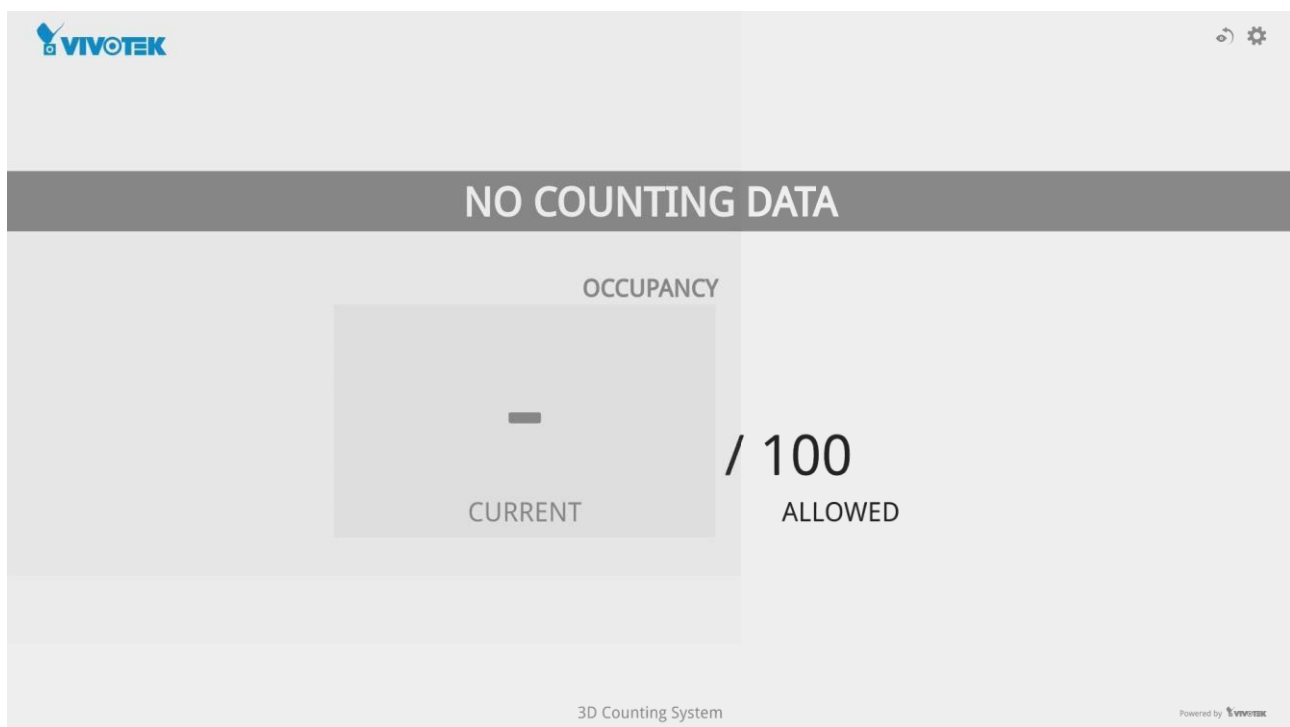 VIVOTEK
NO COUNTING DATA
OCCUPANCY
-
/ 100
CURRENT
ALLOWED
3D Counting System
Powered by VIVOTEK